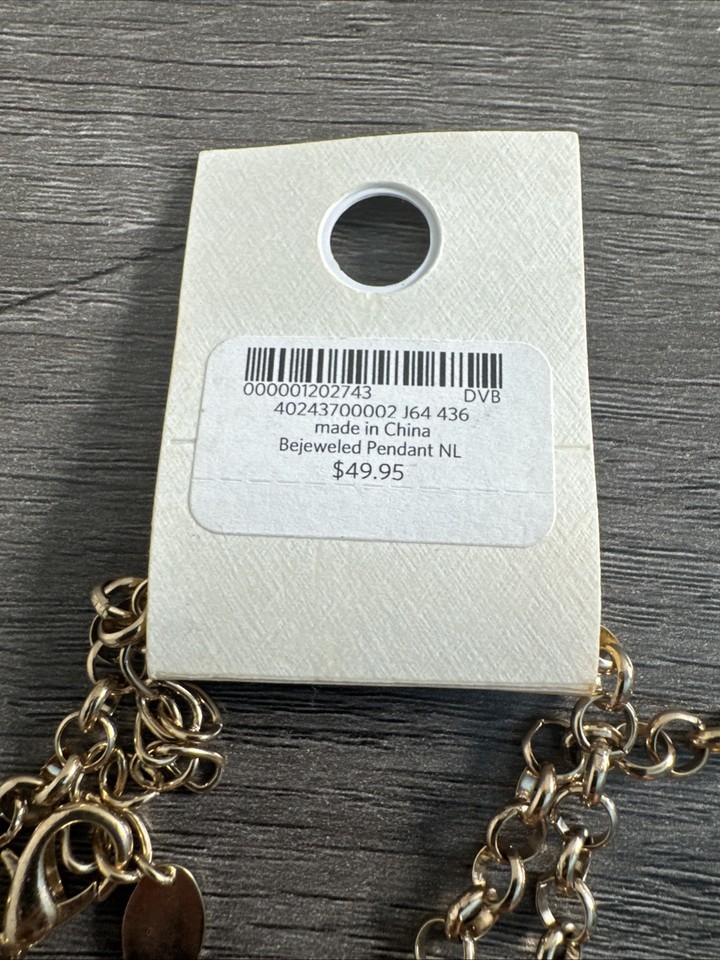 000001202743 DVB
40243700002 J64 436
made in China
Bejeweled Pendant NL
$49.95